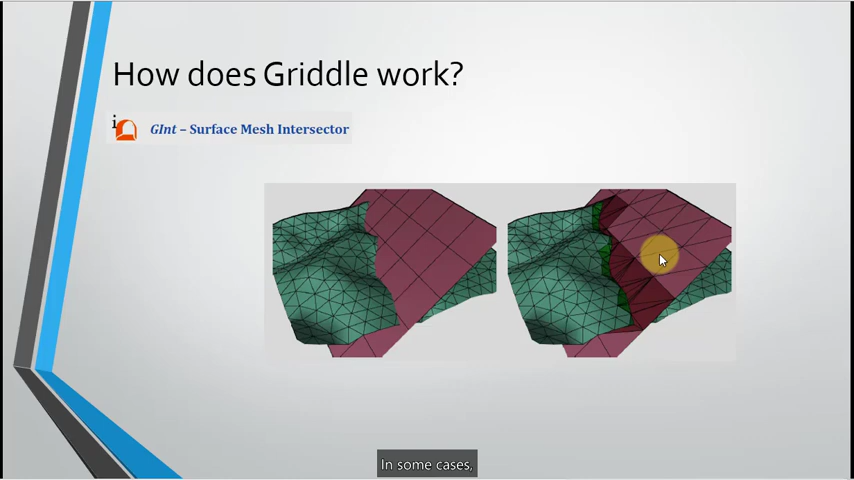 How does Griddle work?
i
GInt – Surface Mesh Intersector
In some cases,